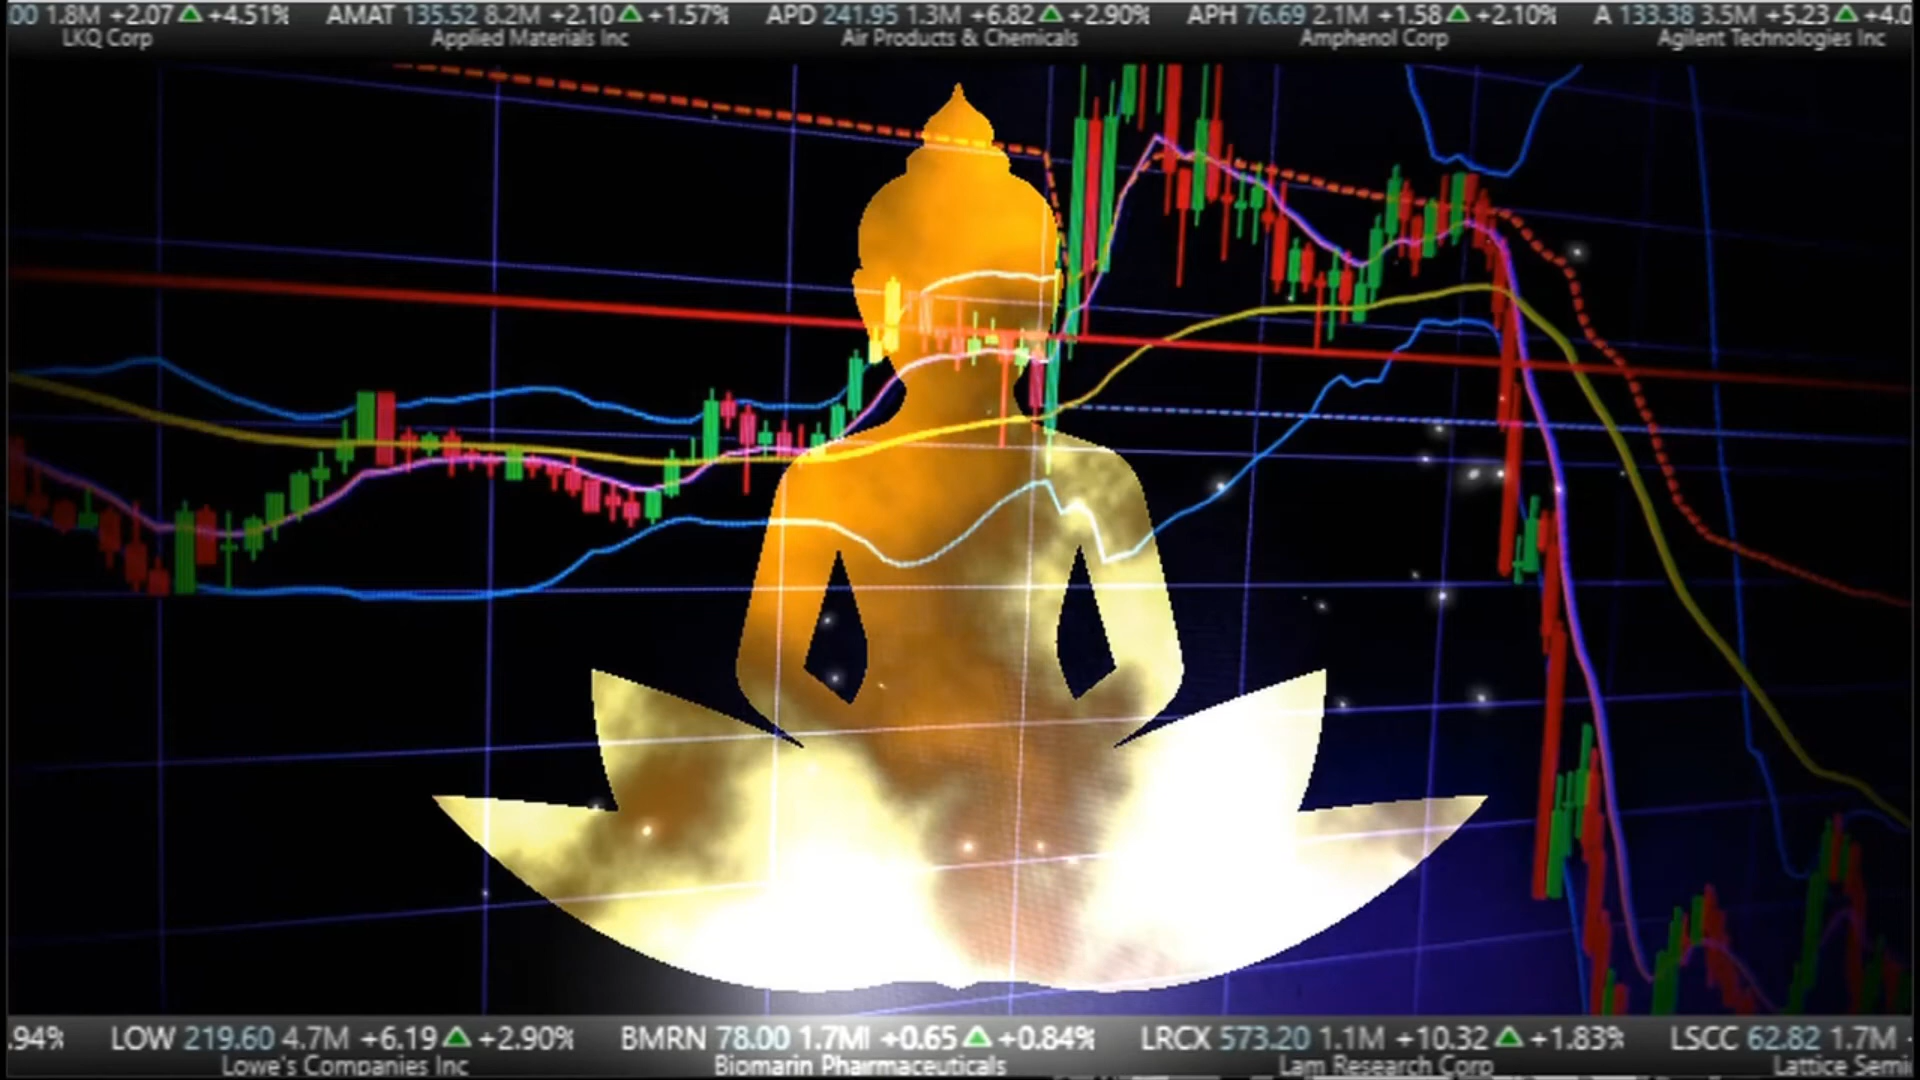 00 1.8M +2.07 ▲ +4.51% AMAT 135.52 8.2M +2.10 ▲ +1.57% APD 241.95 1.3M +6.82 ▲ +2.90% APH 76.69 2.1M +1.58 ▲ +2.10% A 133.38 3.5M +5.23 ▲ +4.0
LKQ Corp Applied Materials Inc Air Products & Chemicals Amphenol Corp Agilent Technologies Inc
.94% LOW 219.60 4.7M +6.19 ▲ +2.90% BMRN 78.00 1.7M +0.65 ▲ +0.84% LRCX 573.20 1.1M +10.32 ▲ +1.83% LSCC 62.82 1.7M
Lowe's Companies Inc Biomarin Pharmaceuticals Lam Research Corp Lattice Semi